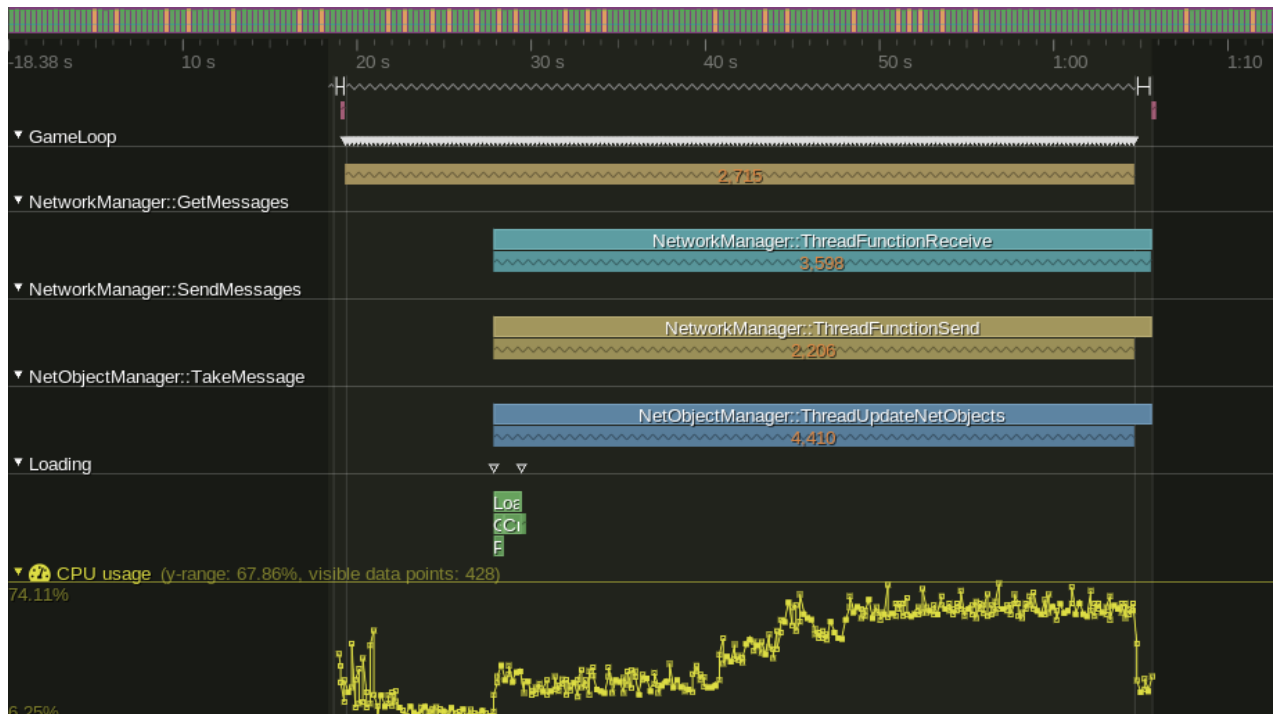 -18.38 s 10 s 20 s 30 s 40 s 50 s 1:00 1:10
GameLoop
2,715
NetworkManager::GetMessages
NetworkManager::ThreadFunctionReceive
3,598
NetworkManager::SendMessages
NetworkManager::ThreadFunctionSend
2,206
NetObjectManager::TakeMessage
NetObjectManager::ThreadUpdateNetObjects
4,410
Loading
CPU usage (y-range: 67.86%, visible data points: 428)
74.11%
6.25%